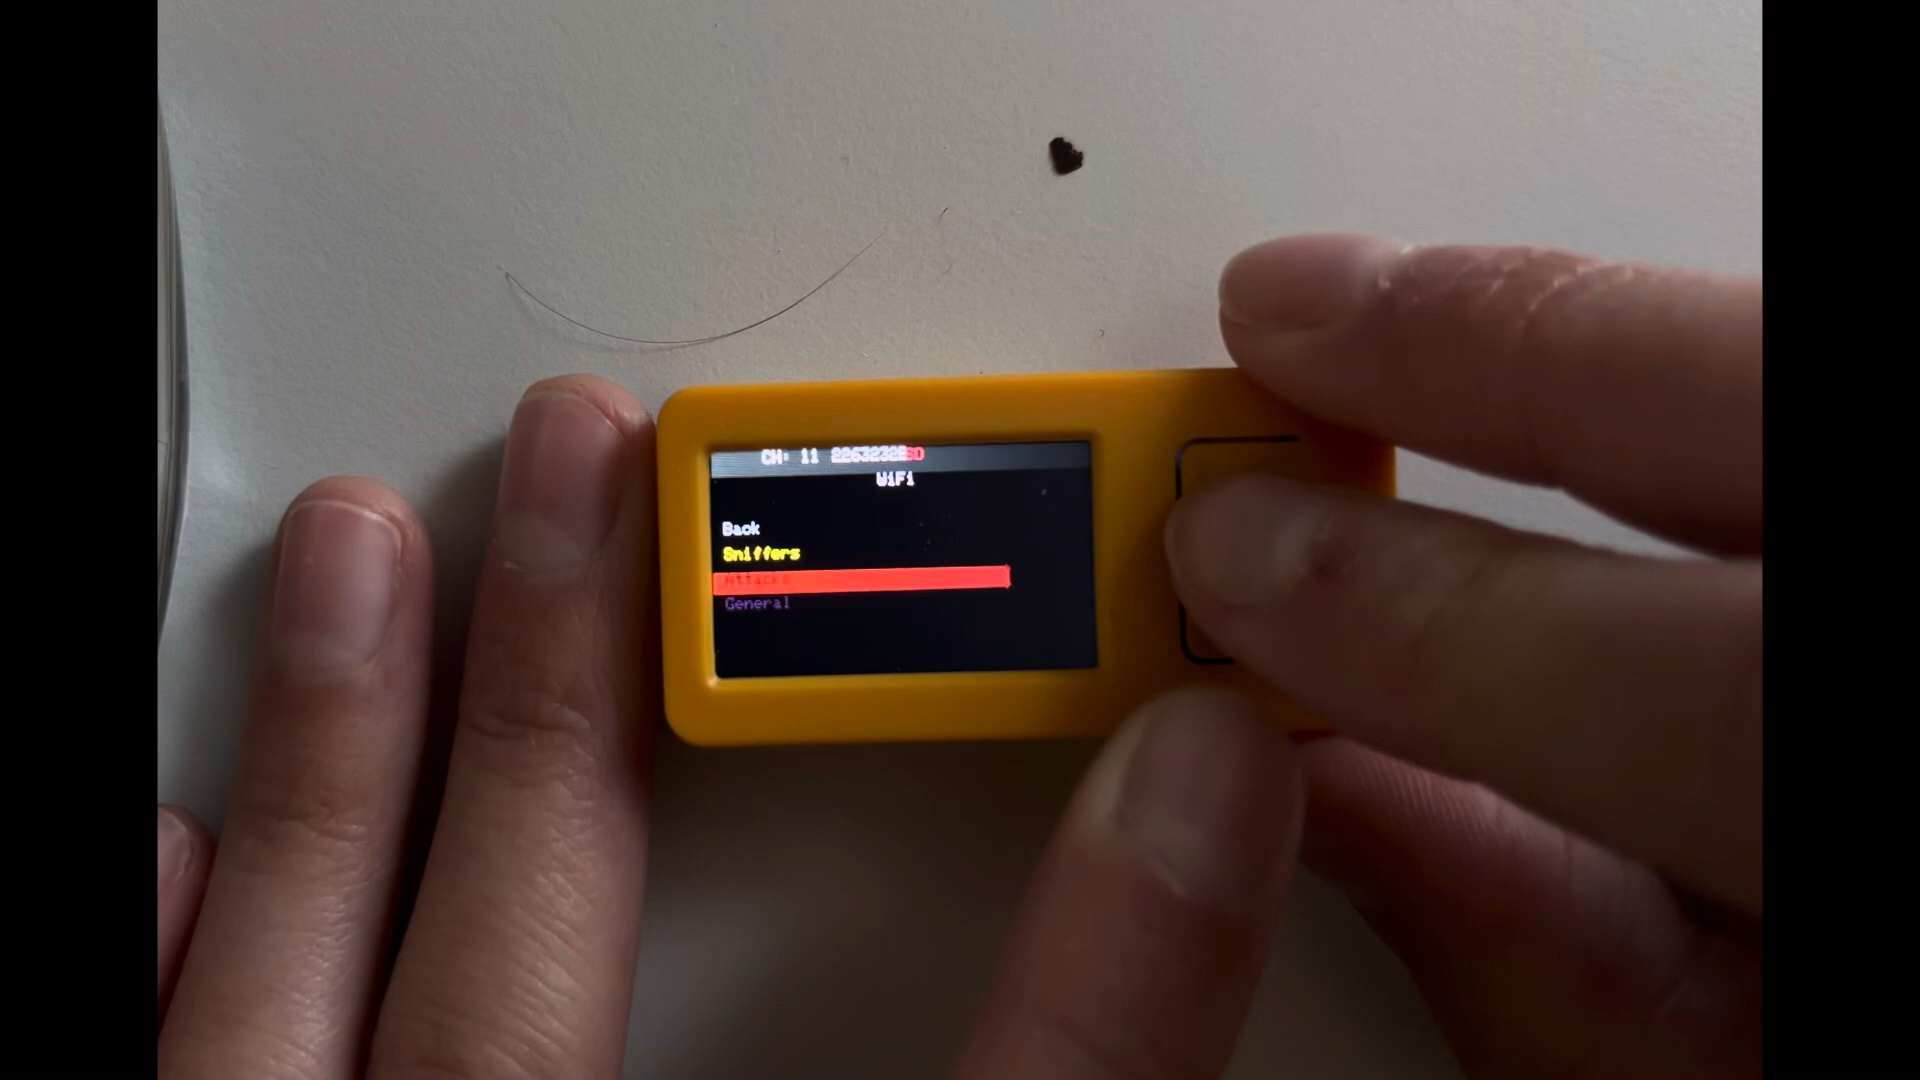 CH: 11
WiFi
Back
Sniffers
Attacks
General